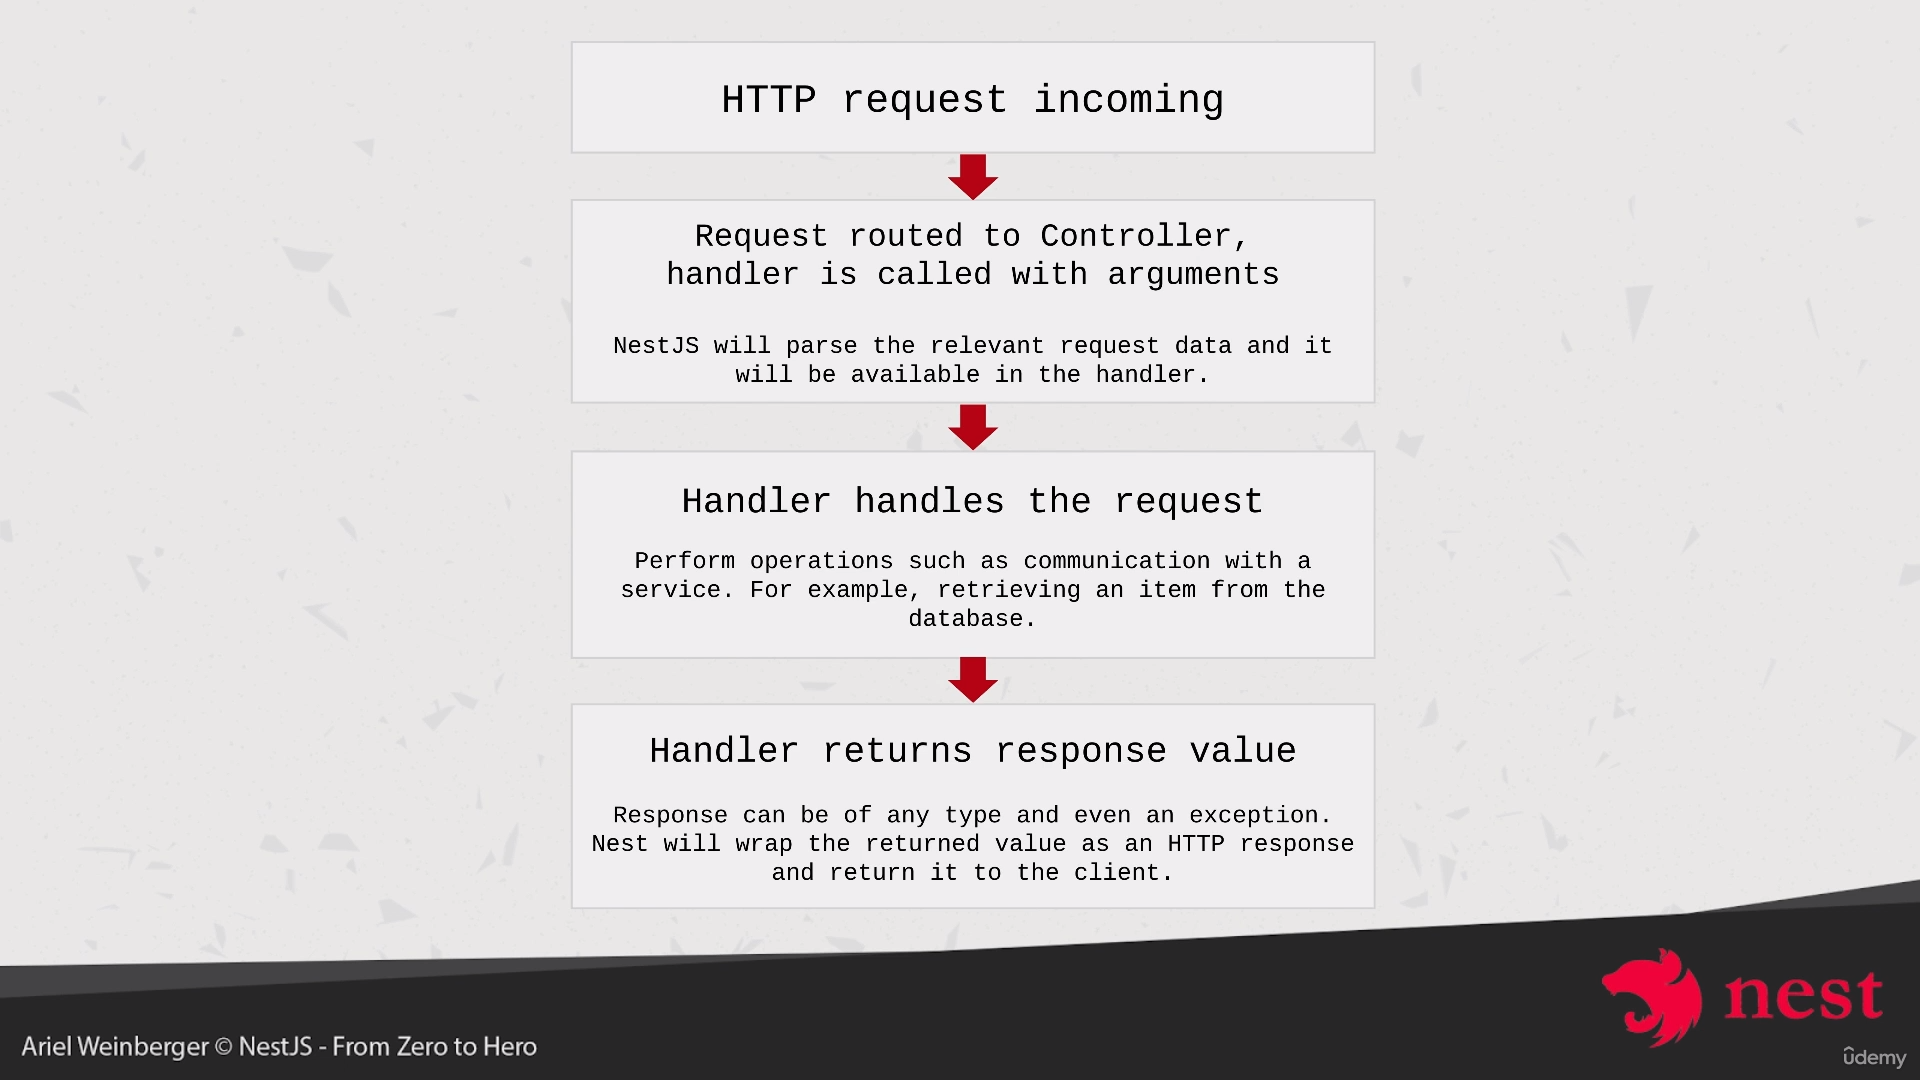 HTTP request incoming
Request routed to Controller,
handler is called with arguments
NestJS will parse the relevant request data and it
will be available in the handler.
Handler handles the request
Perform operations such as communication with a
service. For example, retrieving an item from the
database.
Handler returns response value
Response can be of any type and even an exception.
Nest will wrap the returned value as an HTTP response
and return it to the client.
nest
Ariel Weinberger © NestJS - From Zero to Hero
ûdemy